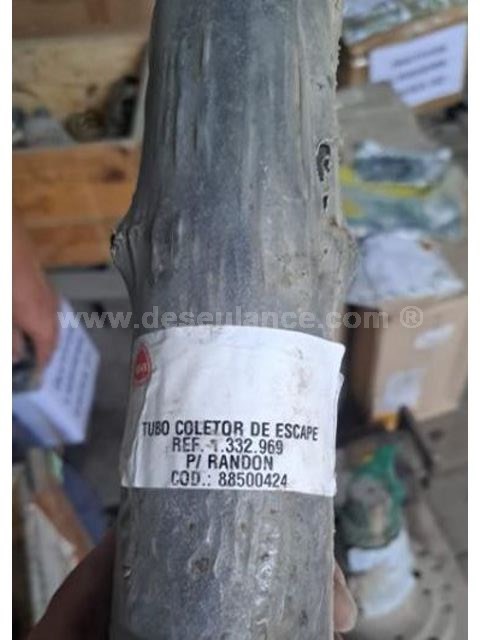 www.deseulance.com ®
TUBO COLETOR DE ESCAPE
REF. 1.332.969
P/ RANDON
COD.: 88500424